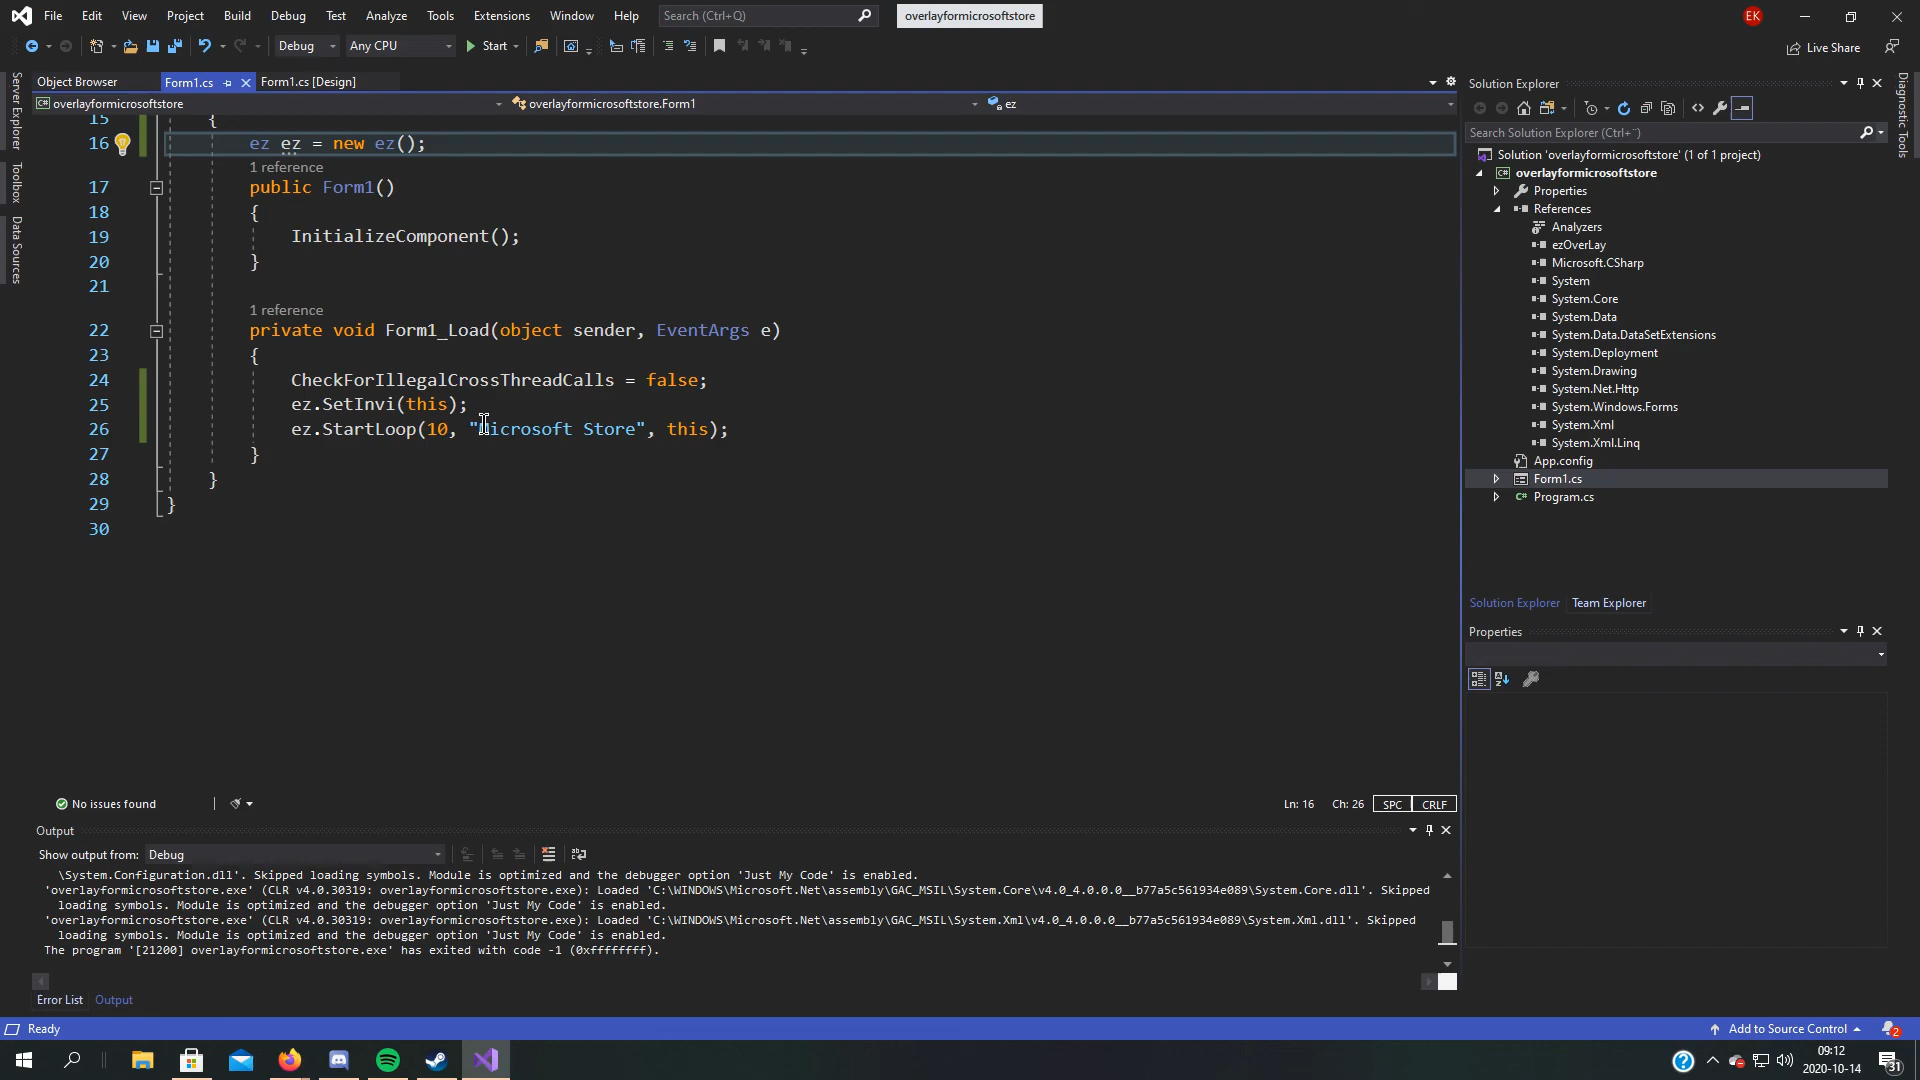 File Edit View Project Build Debug Test Analyze Tools Extensions Window Help Search (Ctrl+Q) overlayformicrosoftstore EK
Debug Any CPU Start Live Share
Object Browser Form1.cs Form1.cs [Design]
overlayformicrosoftstore overlayformicrosoftstore.Form1 ez
15 {
16 ez ez = new ez();
1 reference
17 public Form1()
18 {
19 InitializeComponent();
20 }
21
1 reference
22 private void Form1_Load(object sender, EventArgs e)
23 {
24 CheckForIllegalCrossThreadCalls = false;
25 ez.SetInvi(this);
26 ez.StartLoop(10, "Microsoft Store", this);
27 }
28 }
29 }
30
No issues found
Ln: 16 Ch: 26 SPC CRLF
Output
Show output from: Debug
\System.Configuration.dll'. Skipped loading symbols. Module is optimized and the debugger option 'Just My Code' is enabled.
'overlayformicrosoftstore.exe' (CLR v4.0.30319: overlayformicrosoftstore.exe): Loaded 'C:\WINDOWS\Microsoft.Net\assembly\GAC_MSIL\System.Core\v4.0_4.0.0.0__b77a5c561934e089\System.Core.dll'. Skipped
loading symbols. Module is optimized and the debugger option 'Just My Code' is enabled.
'overlayformicrosoftstore.exe' (CLR v4.0.30319: overlayformicrosoftstore.exe): Loaded 'C:\WINDOWS\Microsoft.Net\assembly\GAC_MSIL\System.Xml\v4.0_4.0.0.0__b77a5c561934e089\System.Xml.dll'. Skipped
loading symbols. Module is optimized and the debugger option 'Just My Code' is enabled.
The program '[21200] overlayformicrosoftstore.exe' has exited with code -1 (0xffffffff).
Error List Output
Server Explorer
Toolbox
Data Sources
Solution Explorer
Search Solution Explorer (Ctrl+¨)
Solution 'overlayformicrosoftstore' (1 of 1 project)
C# overlayformicrosoftstore
Properties
References
Analyzers
ezOverLay
Microsoft.CSharp
System
System.Core
System.Data
System.Data.DataSetExtensions
System.Deployment
System.Drawing
System.Net.Http
System.Windows.Forms
System.Xml
System.Xml.Linq
App.config
Form1.cs
C# Program.cs
Solution Explorer Team Explorer
Properties
Diagnostic Tools
Ready Add to Source Control 2
09:12
2020-10-14
31